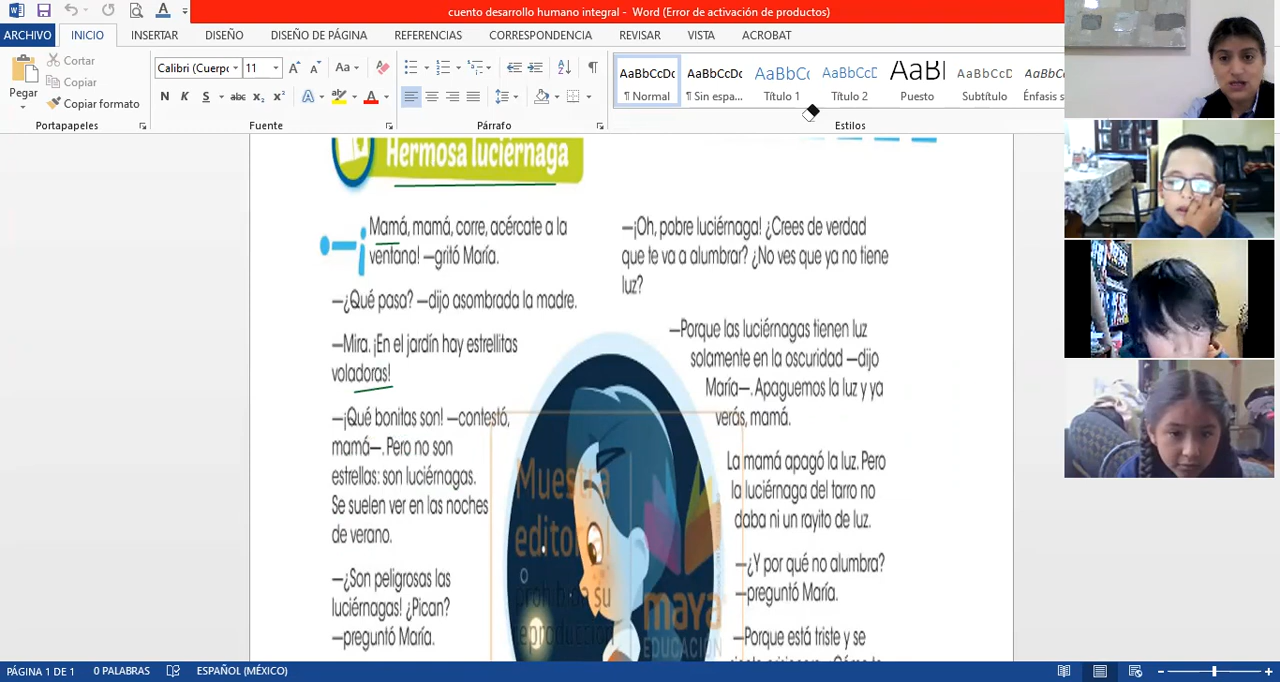 cuento desarrollo humano integral - Word (Error de activación de productos)
ARCHIVO INICIO INSERTAR DISEÑO DISEÑO DE PÁGINA REFERENCIAS CORRESPONDENCIA REVISAR VISTA ACROBAT
Pegar
Cortar
Copiar
Copiar formato
Portapapeles
Calibri (Cuerpo 11
N K S abc x₂ x²
Fuente
Párrafo
AaBbCcDc AaBbCcDc AaBbCc AaBbCcD AaBl AaBbCcD AaBbCc
¶ Normal ¶ Sin espa... Título 1 Título 2 Puesto Subtítulo Énfasis s
Estilos
Hermosa luciérnaga
—¡Mamá, mamá, corre, acércate a la
ventana! —gritó María.
—¿Qué pasa? —dijo asombrada la madre.
—Mira. ¡En el jardín hay estrellitas
voladoras!
—¡Qué bonitas son! —contestó,
mamá—. Pero no son
estrellas: son luciérnagas.
Se suelen ver en las noches
de verano.
—¿Son peligrosas las
luciérnagas! ¿Pican?
—preguntó María.
—¡Oh, pobre luciérnaga! ¿Crees de verdad
que te va a alumbrar? ¿No ves que ya no tiene
luz?
—Porque las luciérnagas tienen luz
solamente en la oscuridad —dijo
María—. Apaguemos la luz y ya
verás, mamá.
La mamá apagó la luz. Pero
la luciérnaga del tarro no
daba ni un rayito de luz.
—¿Y por qué no alumbra?
—preguntó María.
—Porque está triste y se
Muestra
editor
prohibida su
reproducción
maya
EDUCACIÓN
PÁGINA 1 DE 1 0 PALABRAS ESPAÑOL (MÉXICO)